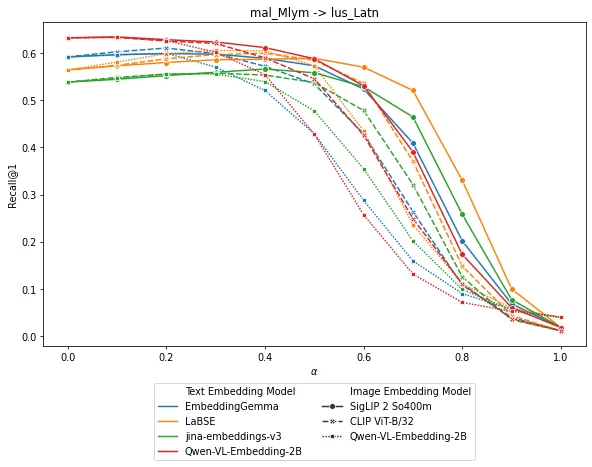 mal_Mlym -> lus_Latn
Recall@1
0.6
0.5
0.4
0.3
0.2
0.1
0.0
0.0 0.2 0.4 0.6 0.8 1.0
α
Text Embedding Model Image Embedding Model
EmbeddingGemma SigLIP 2 So400m
LaBSE CLIP ViT-B/32
jina-embeddings-v3 Qwen-VL-Embedding-2B
Qwen-VL-Embedding-2B